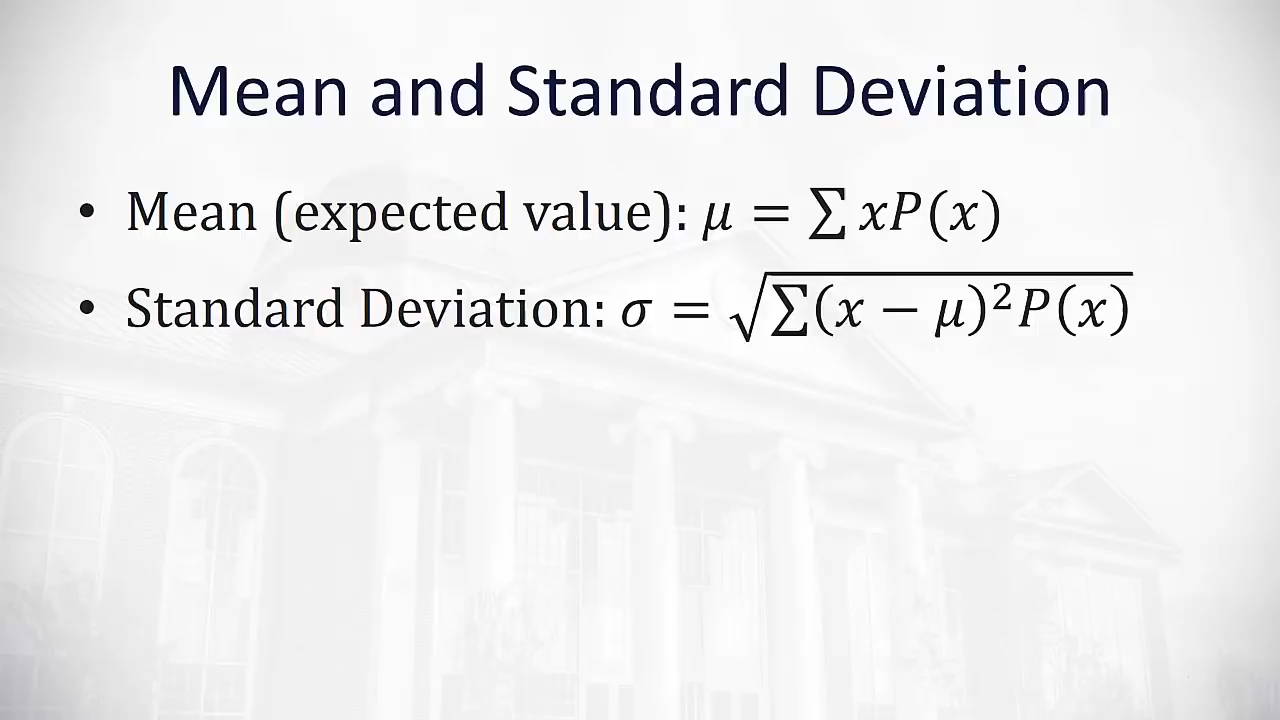 Mean and Standard Deviation
• Mean (expected value): 𝜇 = ∑ 𝑥𝑃(𝑥)
• Standard Deviation: 𝜎 = √∑(𝑥 − 𝜇)²𝑃(𝑥)